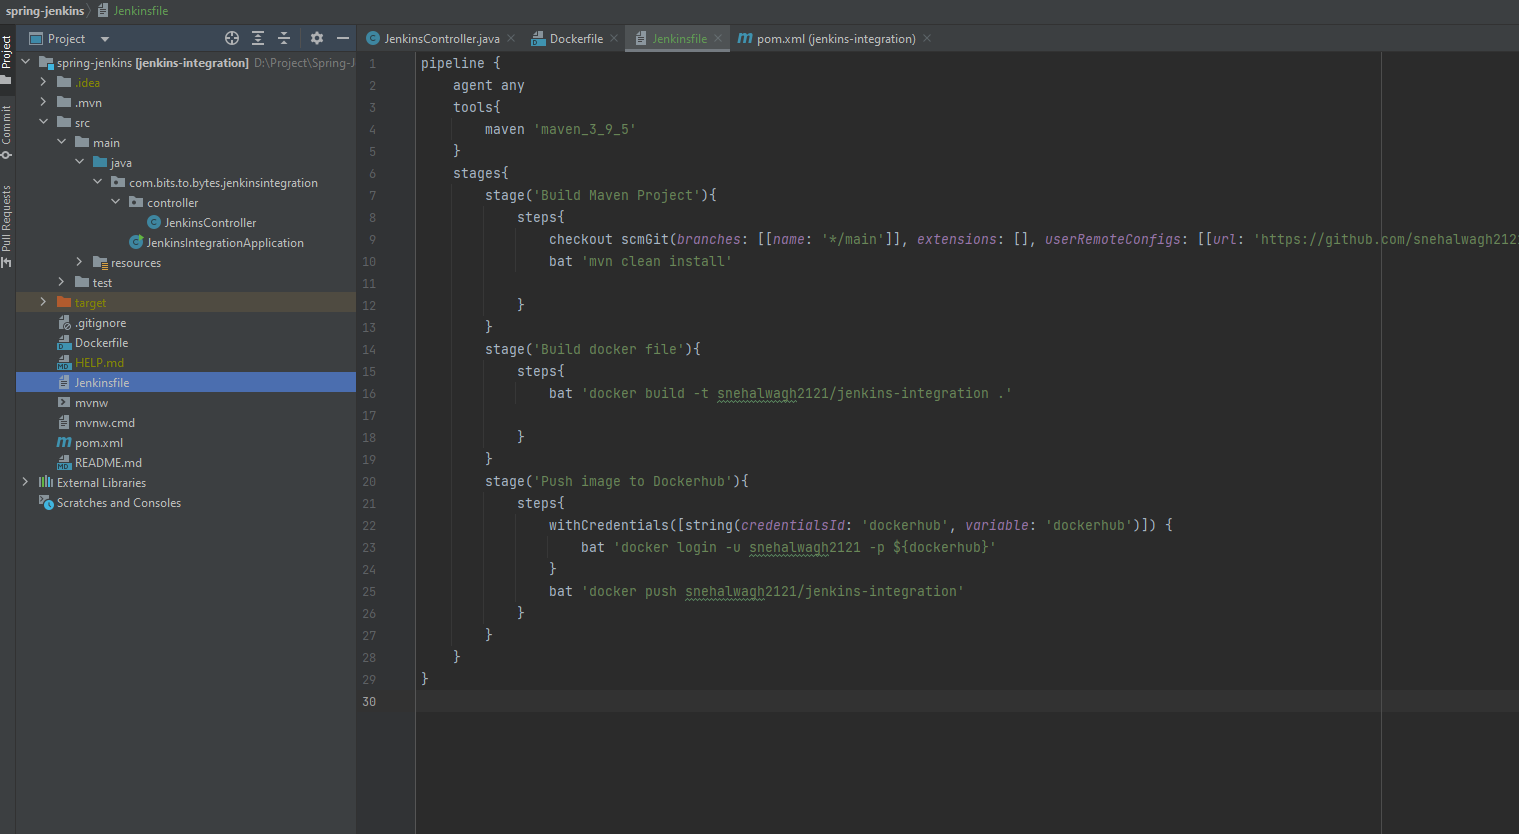 spring-jenkins
Jenkinsfile
Project
Commit
Pull Requests
Project
spring-jenkins [jenkins-integration] D:\Project\Spring-J
.idea
.mvn
src
main
java
com.bits.to.bytes.jenkinsintegration
controller
JenkinsController
JenkinsIntegrationApplication
resources
test
target
.gitignore
Dockerfile
HELP.md
Jenkinsfile
mvnw
mvnw.cmd
pom.xml
README.md
External Libraries
Scratches and Consoles
JenkinsController.java Dockerfile Jenkinsfile pom.xml (jenkins-integration)
1 pipeline {
2 agent any
3 tools{
4 maven 'maven_3_9_5'
5 }
6 stages{
7 stage('Build Maven Project'){
8 steps{
9 checkout scmGit(branches: [[name: '*/main']], extensions: [], userRemoteConfigs: [[url: 'https://github.com/snehalwagh212
10 bat 'mvn clean install'
11
12 }
13 }
14 stage('Build docker file'){
15 steps{
16 bat 'docker build -t snehalwagh2121/jenkins-integration .'
17
18 }
19 }
20 stage('Push image to Dockerhub'){
21 steps{
22 withCredentials([string(credentialsId: 'dockerhub', variable: 'dockerhub')]) {
23 bat 'docker login -u snehalwagh2121 -p ${dockerhub}'
24 }
25 bat 'docker push snehalwagh2121/jenkins-integration'
26 }
27 }
28 }
29 }
30